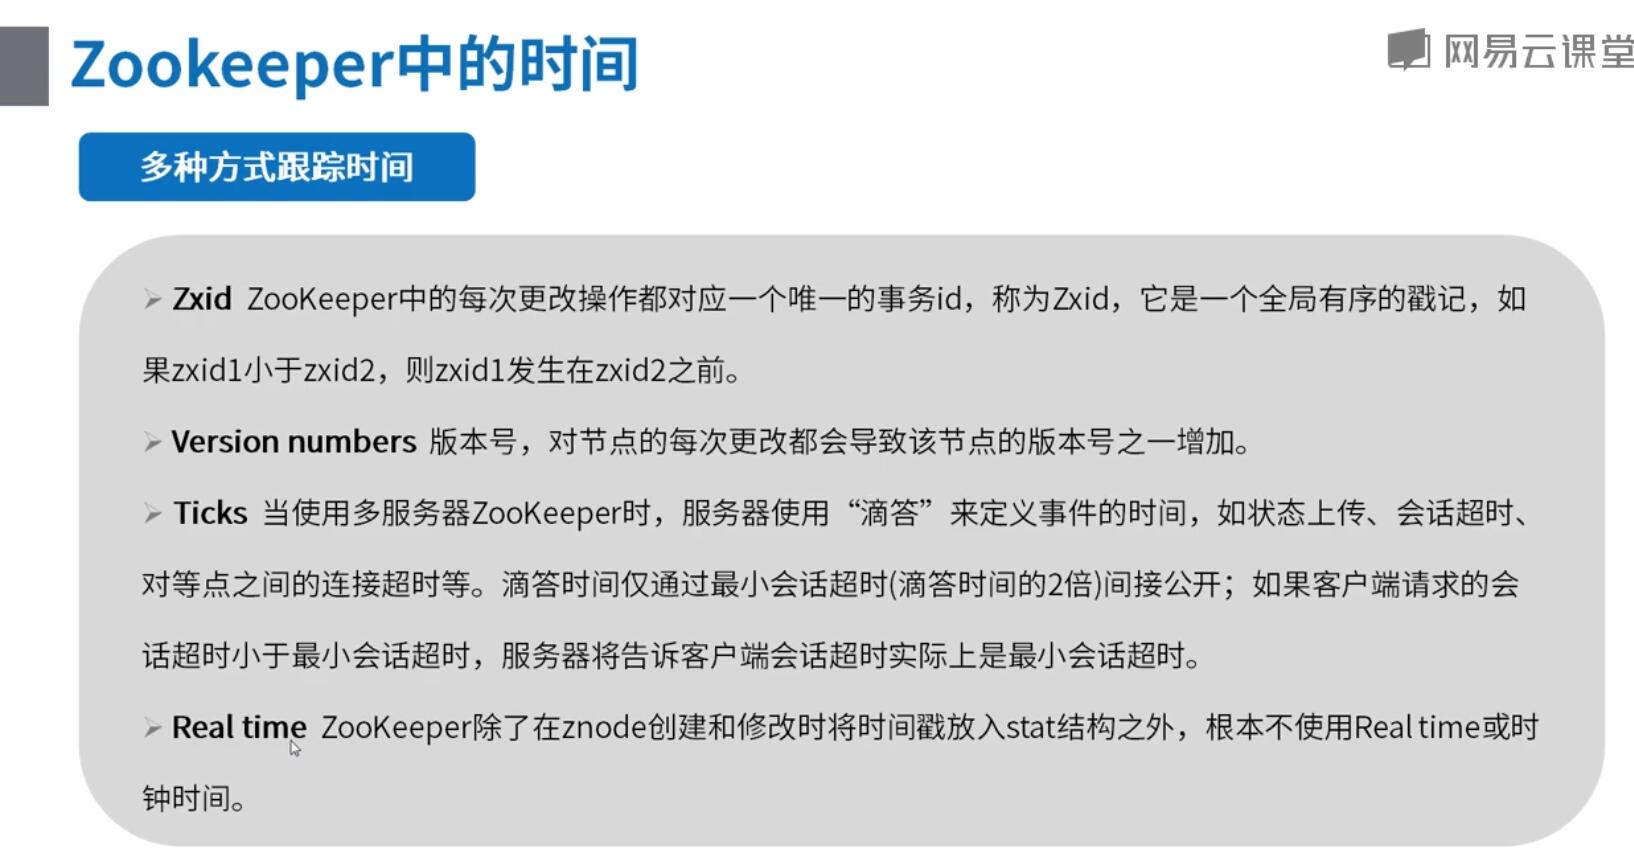 Zookeeper中的时间
网易云课堂
多种方式跟踪时间
➢ Zxid ZooKeeper中的每次更改操作都对应一个唯一的事务id，称为Zxid，它是一个全局有序的戳记，如
果zxid1小于zxid2，则zxid1发生在zxid2之前。
➢ Version numbers 版本号，对节点的每次更改都会导致该节点的版本号之一增加。
➢ Ticks 当使用多服务器ZooKeeper时，服务器使用“滴答”来定义事件的时间，如状态上传、会话超时、
对等点之间的连接超时等。滴答时间仅通过最小会话超时(滴答时间的2倍)间接公开；如果客户端请求的会
话超时小于最小会话超时，服务器将告诉客户端会话超时实际上是最小会话超时。
➢ Real time ZooKeeper除了在znode创建和修改时将时间戳放入stat结构之外，根本不使用Real time或时
钟时间。